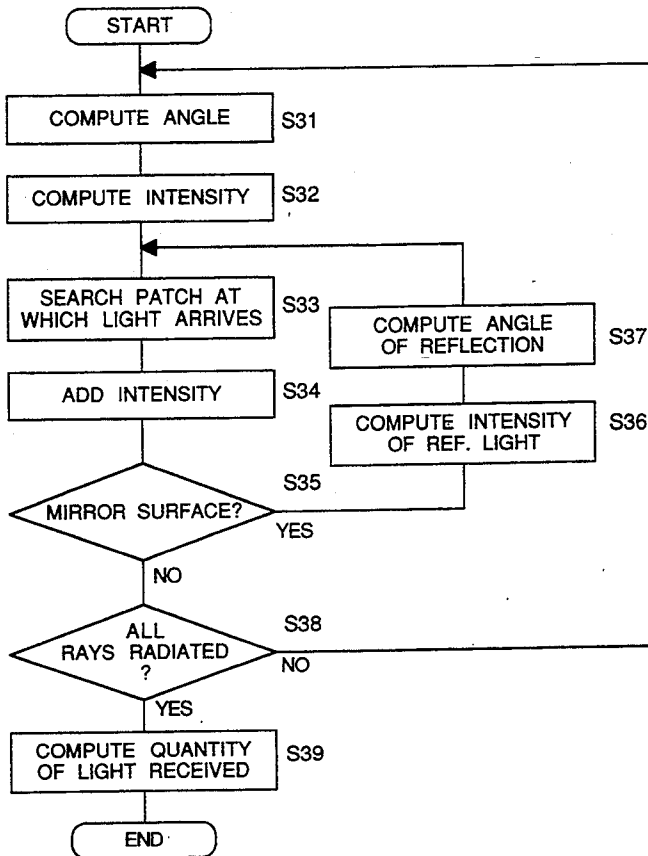 START
COMPUTE ANGLE
S31
COMPUTE INTENSITY
S32
SEARCH PATCH AT
WHICH LIGHT ARRIVES
S33
COMPUTE ANGLE
OF REFLECTION
S37
ADD INTENSITY
S34
COMPUTE INTENSITY
OF REF. LIGHT
S36
MIRROR SURFACE?
S35
YES
NO
ALL
RAYS RADIATED
?
S38
NO
YES
COMPUTE QUANTITY
OF LIGHT RECEIVED
S39
END